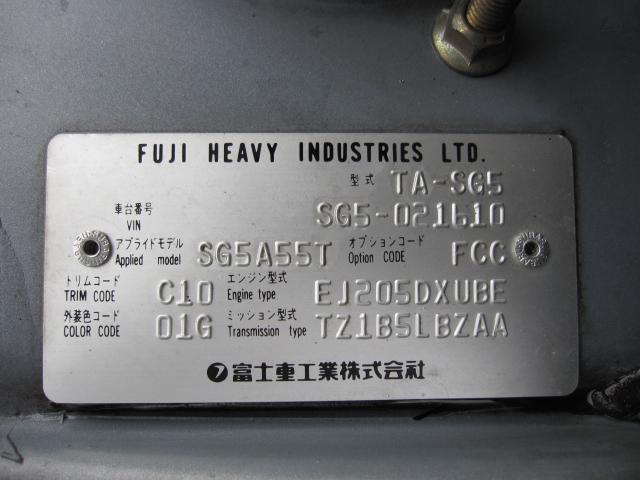 FUJI HEAVY INDUSTRIES LTD.
型式 TA-SG5
車台番号 VIN SG5-021610
アプライドモデル Applied model SG5A55T オプションコード Option CODE FCC
トリムコード TRIM CODE C10 エンジン型式 Engine type EJ205DXUBE
外装色コード COLOR CODE 01G ミッション型式 Transmission type TZ1B5LBZAA
富士重工業株式会社